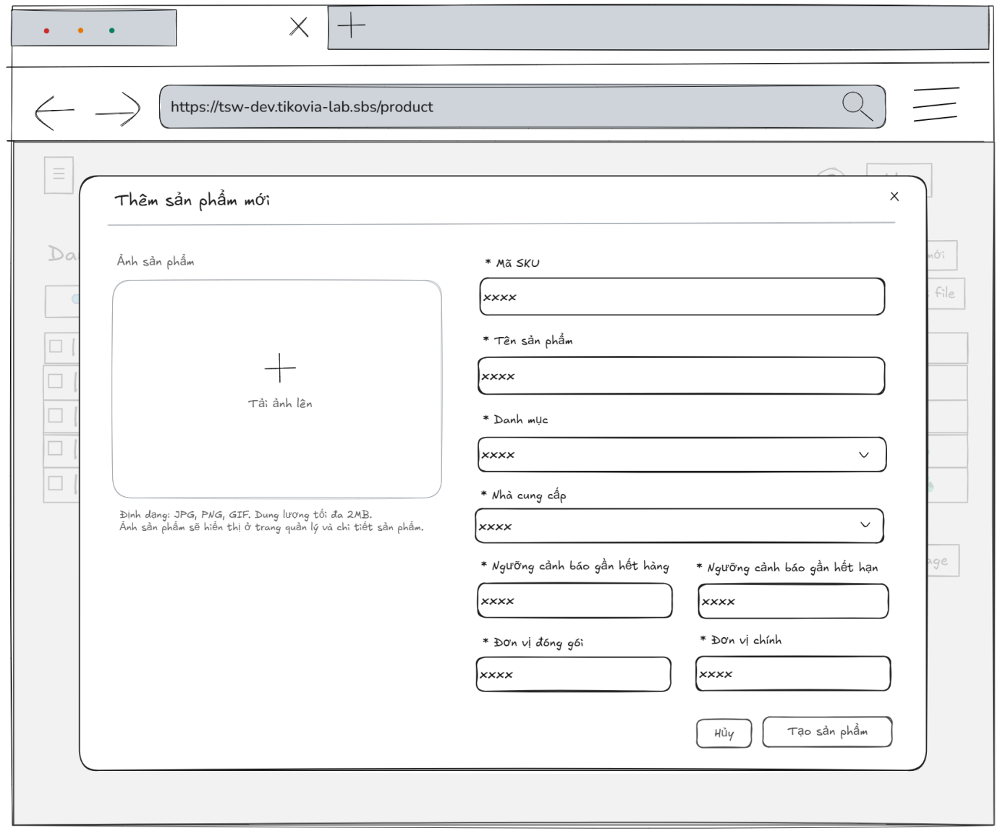 https://tsw-dev.tikovia-lab.sbs/product
Thêm sản phẩm mới
Da
mới
file
age
Ảnh sản phẩm
Tải ảnh lên
Định dạng: JPG, PNG, GIF. Dung lượng tối đa 2MB.
Ảnh sản phẩm sẽ hiển thị ở trang quản lý và chi tiết sản phẩm.
* Mã SKU
xxxx
* Tên sản phẩm
xxxx
* Danh mục
xxxx
* Nhà cung cấp
xxxx
* Ngưỡng cảnh báo gần hết hàng
xxxx
* Ngưỡng cảnh báo gần hết hạn
xxxx
* Đơn vị đóng gói
xxxx
* Đơn vị chính
xxxx
Hủy
Tạo sản phẩm